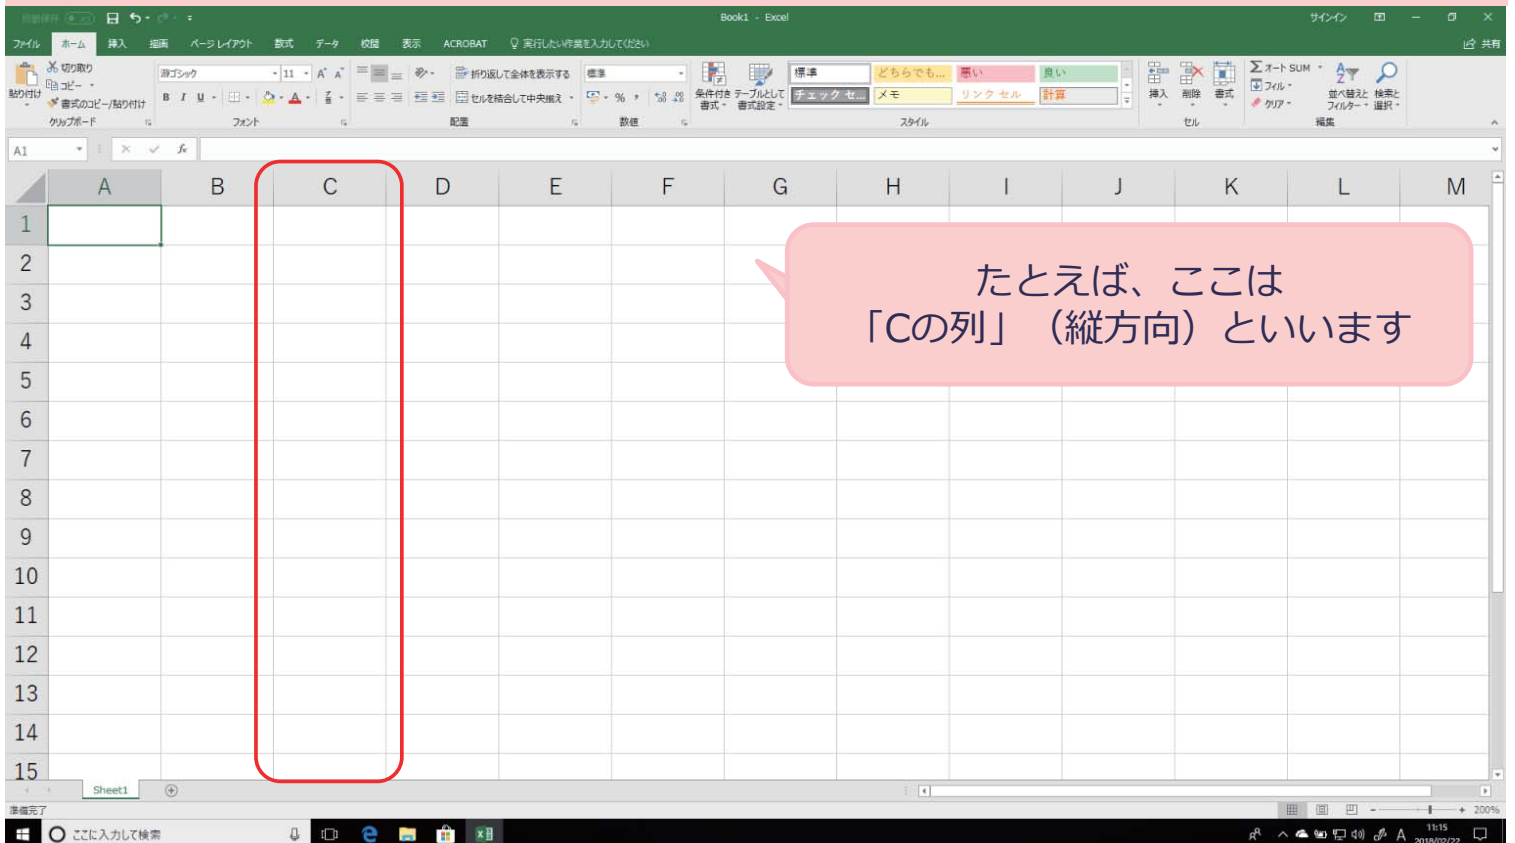 Book1 - Excel
サインイン
ファイル ホーム 挿入 描画 ページ レイアウト 数式 データ 校閲 表示 ACROBAT 実行したい作業を入力してください 共有
貼り付け
切り取り
コピー
書式のコピー/貼り付け
クリップボード
游ゴシック 11
B I U
フォント
折り返して全体を表示する
セルを結合して中央揃え
配置
標準
%
数値
条件付き書式
テーブルとして書式設定
標準 どちらでも... 悪い 良い
チェック セ... メモ リンク セル 計算
スタイル
挿入 削除 書式
セル
オート SUM
フィル
クリア
並べ替えと フィルター
検索と 選択
編集
A1 fx
A B C D E F G H I J K L M
1
2
3
4
5
6
7
8
9
10
11
12
13
14
15
たとえば、ここは
「Cの列」(縦方向)といいます
Sheet1
準備完了
200%
ここに入力して検索
A
11:15
2018/02/22